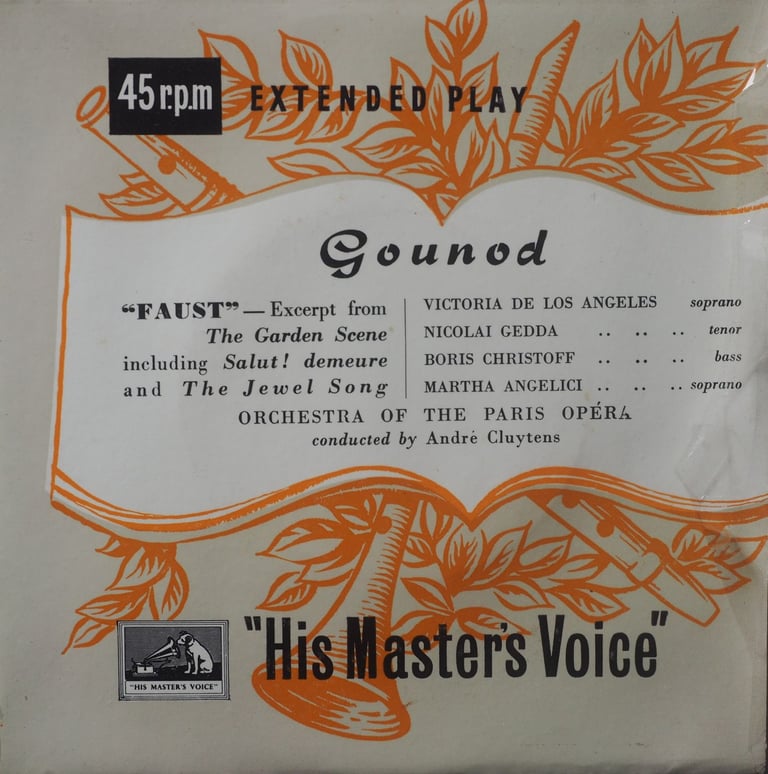 45 r.p.m EXTENDED PLAY
Gounod
"FAUST" — Excerpt from
The Garden Scene
including Salut! demeure
and The Jewel Song
VICTORIA DE LOS ANGELES soprano
NICOLAI GEDDA .. .. .. tenor
BORIS CHRISTOFF .. .. .. bass
MARTHA ANGELICI .. .. .. soprano
ORCHESTRA OF THE PARIS OPÉRA
conducted by André Cluytens
"His Master's Voice"
"HIS MASTER'S VOICE"